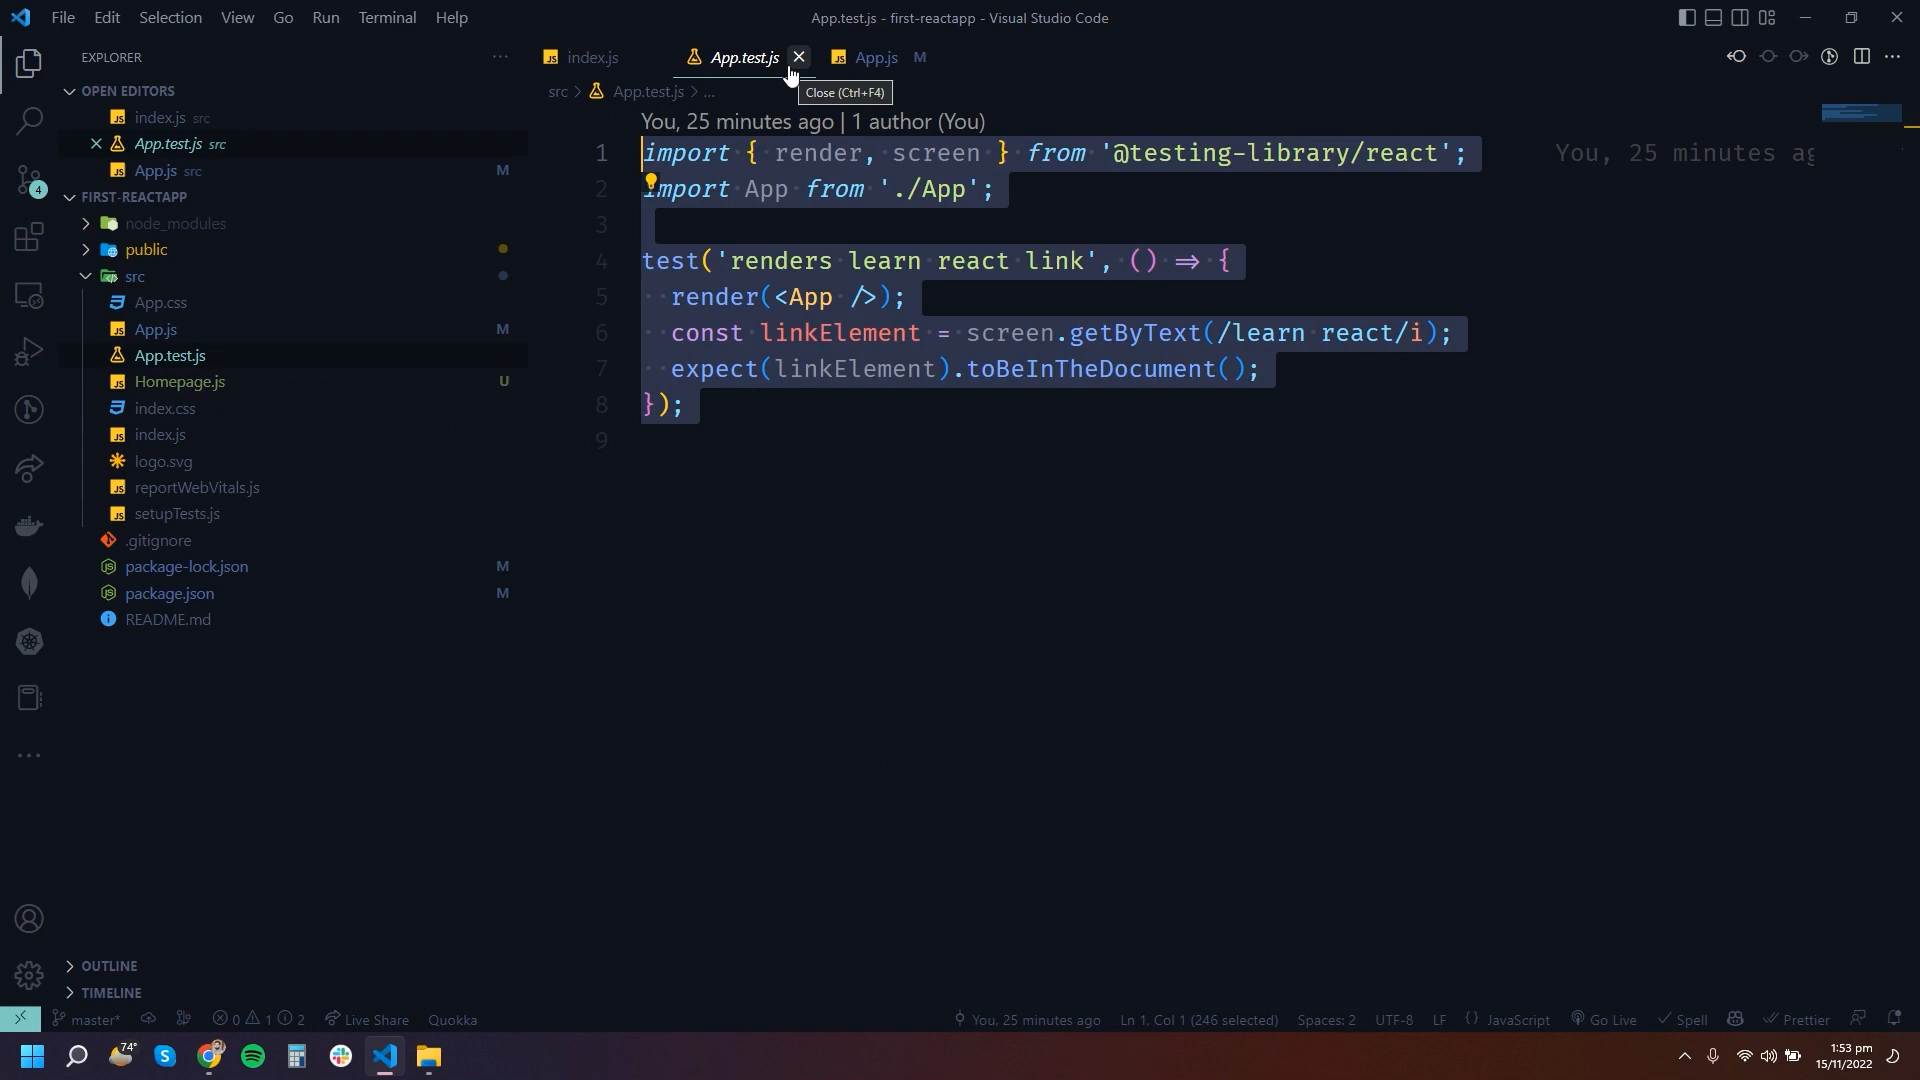 File Edit Selection View Go Run Terminal Help
App.test.js - first-reactapp - Visual Studio Code
EXPLORER
OPEN EDITORS
index.js src
App.test.js src
App.js src M
FIRST-REACTAPP
node_modules
public
src
App.css
App.js M
App.test.js
Homepage.js U
index.css
index.js
logo.svg
reportWebVitals.js
setupTests.js
.gitignore
package-lock.json M
package.json M
README.md
OUTLINE
TIMELINE
4
index.js App.test.js App.js M
src > App.test.js > ...
Close (Ctrl+F4)
You, 25 minutes ago | 1 author (You)
1 import { render, screen } from '@testing-library/react'; You, 25 minutes ag
2 import App from './App';
3
4 test('renders learn react link', () => {
5 render(<App />);
6 const linkElement = screen.getByText(/learn react/i);
7 expect(linkElement).toBeInTheDocument();
8 });
9
master* 0 1 2 Live Share Quokka
You, 25 minutes ago Ln 1, Col 1 (246 selected) Spaces: 2 UTF-8 LF {} JavaScript Go Live Spell Prettier
74°
1:53 pm
15/11/2022